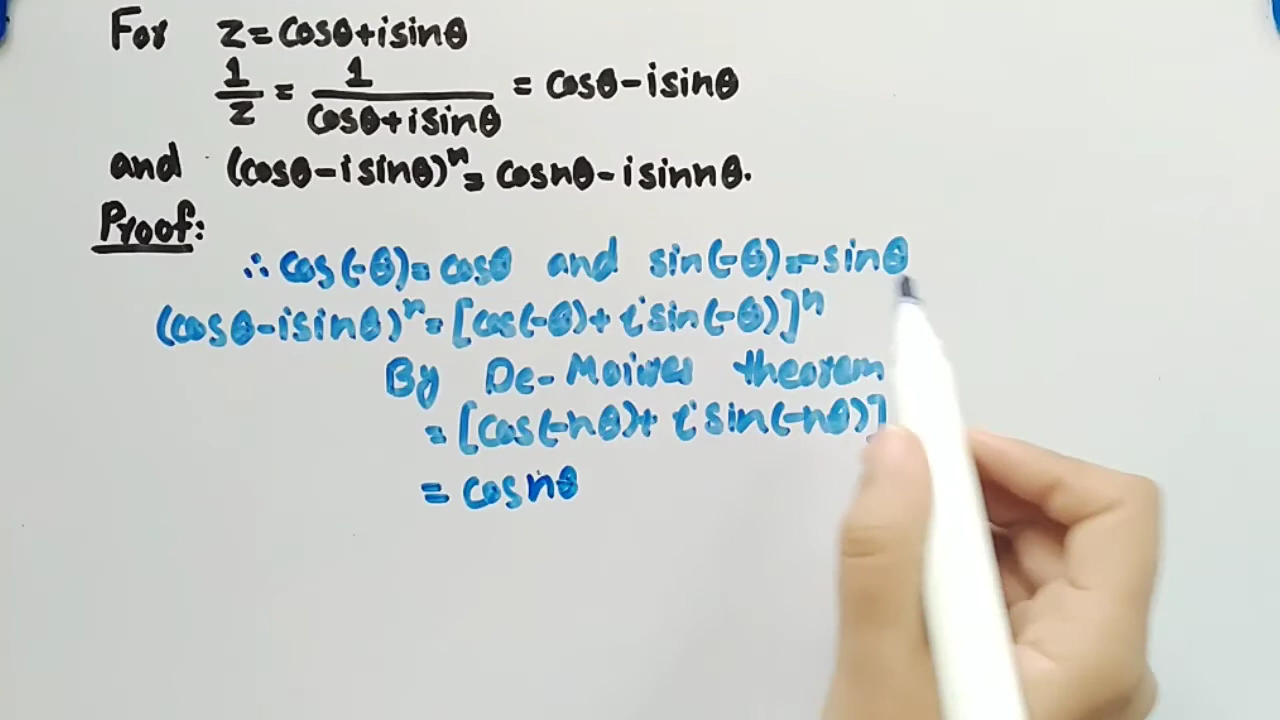 For z = cosθ + isinθ
1/z = 1/(cosθ + isinθ) = cosθ - isinθ
and (cosθ - isinθ)ⁿ = cosnθ - isinnθ.
Proof:
∴ cos(-θ) = cosθ and sin(-θ) = -sinθ
(cosθ - isinθ)ⁿ = [cos(-θ) + isin(-θ)]ⁿ
By De-Moives theorem
= [cos(-nθ) + isin(-nθ)]
= cosnθ